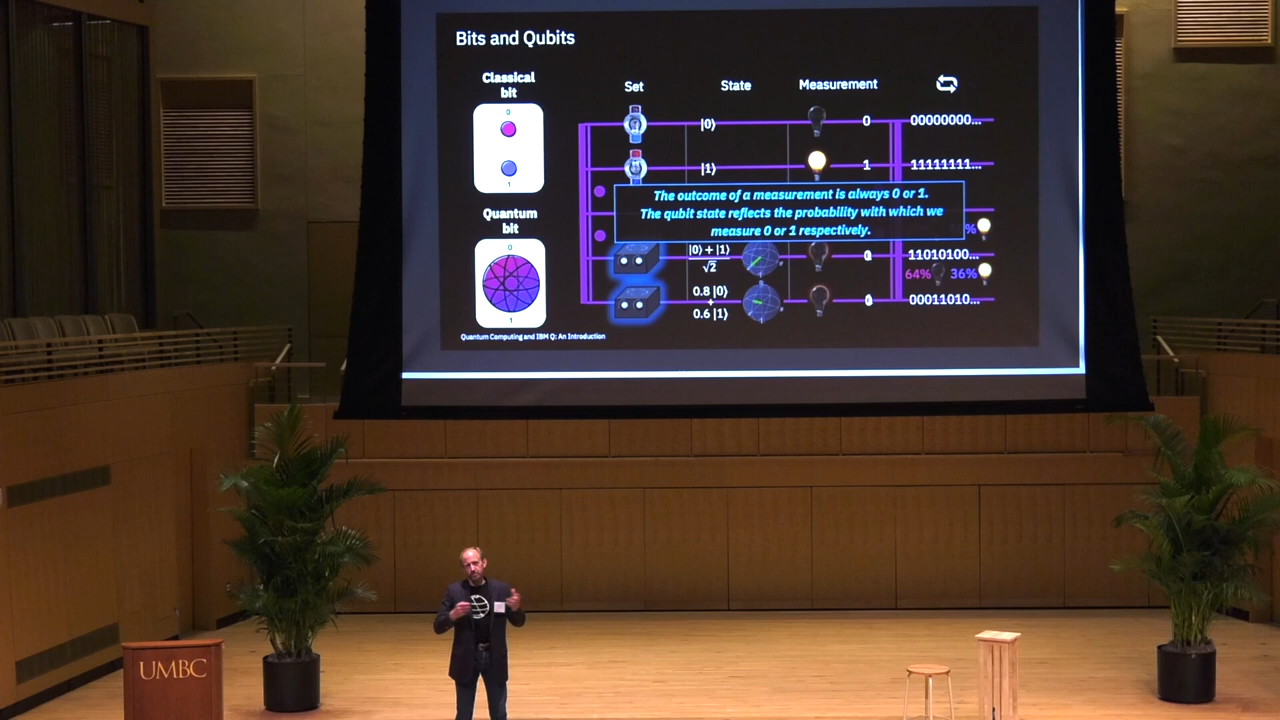 Bits and Qubits
Classical
bit
Set
State
Measurement
0
1
|0⟩
0
00000000...
|1⟩
1
11111111...
The outcome of a measurement is always 0 or 1.
The qubit state reflects the probability with which we
measure 0 or 1 respectively.
%
Quantum
bit
0
1
|0⟩ + |1⟩
√2
11010100...
64%
36%
0.8 |0⟩
+
0.6 |1⟩
00011010...
Quantum Computing and IBM Q: An Introduction
UMBC